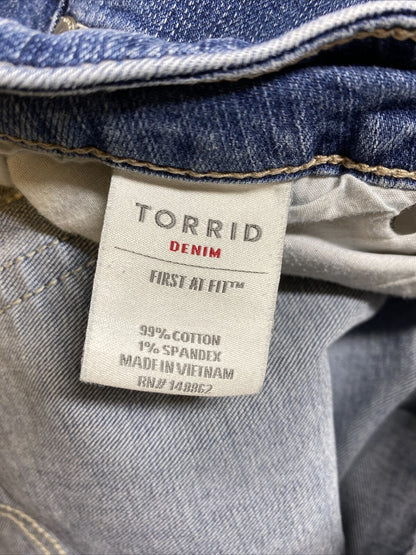 TORRID
DENIM
FIRST AT FIT™
99% COTTON
1% SPANDEX
MADE IN VIETNAM
RN# 148862